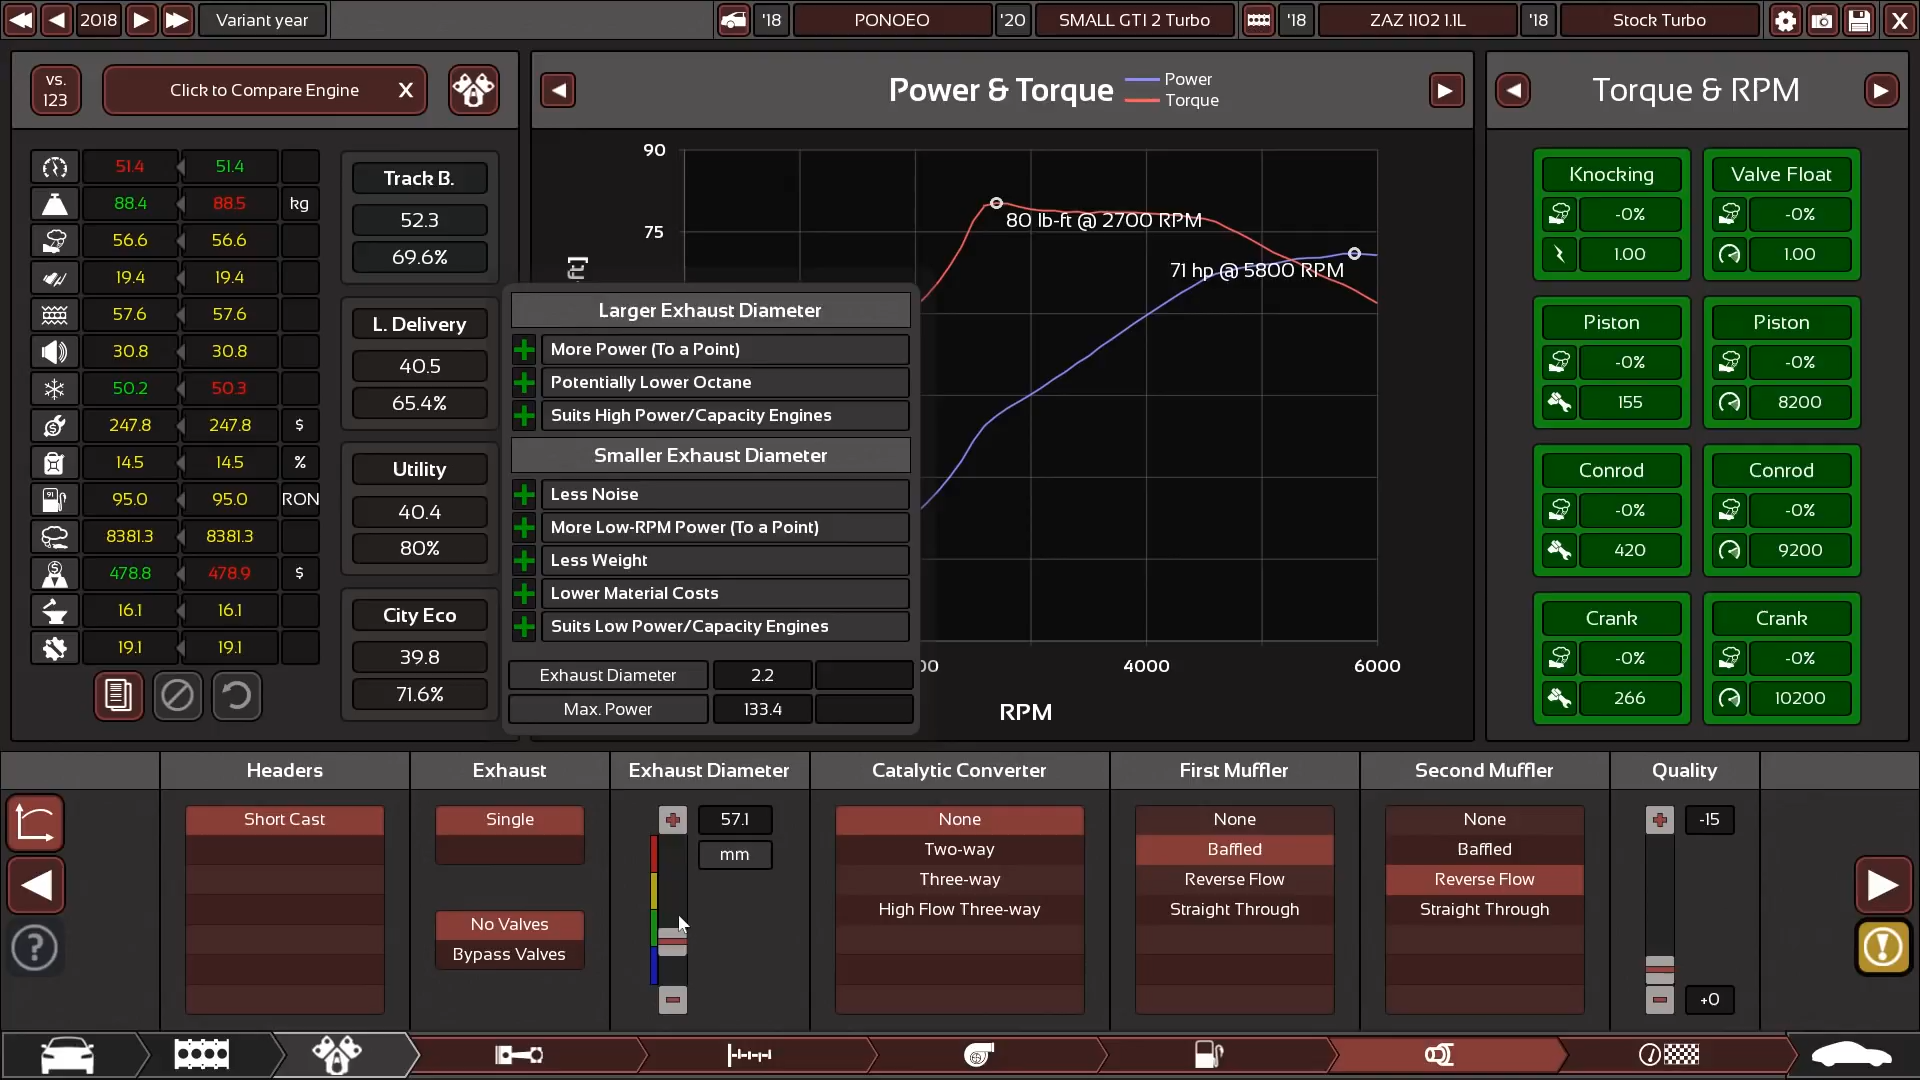 2018
Variant year
'18
PONOEO
'20
SMALL GTI 2 Turbo
'18
ZAZ 1102 1.1L
'18
Stock Turbo
X
vs.
123
Click to Compare Engine
X
51.4
51.4
88.4
88.5
kg
56.6
56.6
19.4
19.4
57.6
57.6
30.8
30.8
50.2
50.3
247.8
247.8
$
14.5
14.5
%
91
95.0
95.0
RON
8381.3
8381.3
478.8
478.9
$
16.1
16.1
19.1
19.1
Track B.
52.3
69.6%
L. Delivery
40.5
65.4%
Utility
40.4
80%
City Eco
39.8
71.6%
Power & Torque
Power
Torque
90
75
ft]
80 lb-ft @ 2700 RPM
71 hp @ 5800 RPM
00
4000
6000
RPM
Larger Exhaust Diameter
More Power (To a Point)
Potentially Lower Octane
Suits High Power/Capacity Engines
Smaller Exhaust Diameter
Less Noise
More Low-RPM Power (To a Point)
Less Weight
Lower Material Costs
Suits Low Power/Capacity Engines
Exhaust Diameter
2.2
Max. Power
133.4
Torque & RPM
Knocking
-0%
1.00
Valve Float
-0%
1.00
Piston
-0%
155
Piston
-0%
8200
Conrod
-0%
420
Conrod
-0%
9200
Crank
-0%
266
Crank
-0%
10200
Headers
Short Cast
Exhaust
Single
No Valves
Bypass Valves
Exhaust Diameter
57.1
mm
Catalytic Converter
None
Two-way
Three-way
High Flow Three-way
First Muffler
None
Baffled
Reverse Flow
Straight Through
Second Muffler
None
Baffled
Reverse Flow
Straight Through
Quality
-15
+0
?